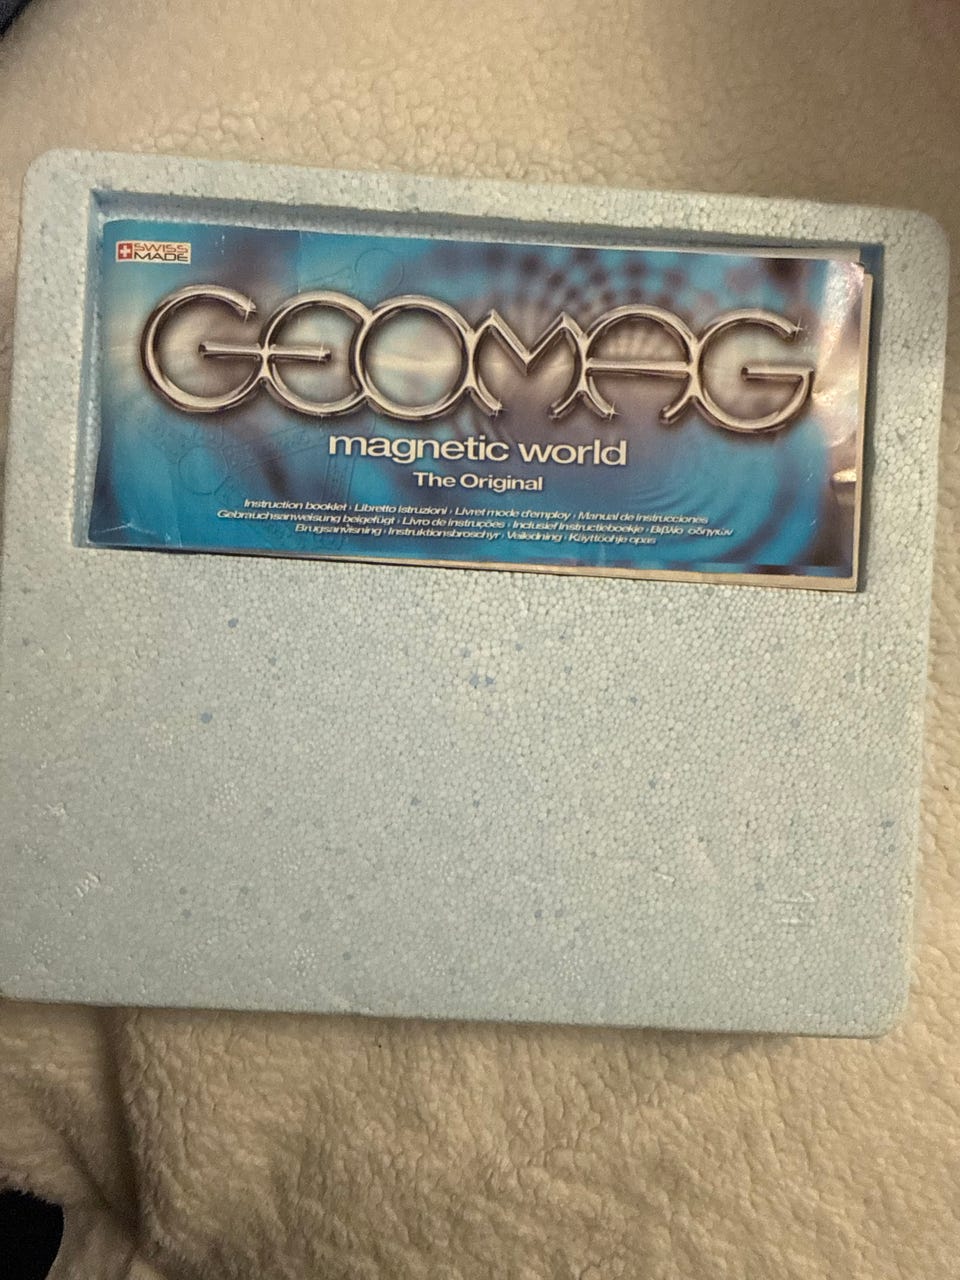 SWISS
MADE
GEOMAG
magnetic world
The Original
Instruction booklet · Libretto istruzioni · Livret mode d'employ · Manual de instrucciones
Gebrauchsanweisung beigefügt · Livro de instruções · Inclusief instructieboekje · Βιβλίο οδηγιών
Brugsanvisning · Instruktionsbroschyr · Veiledning · Käyttöohje opas